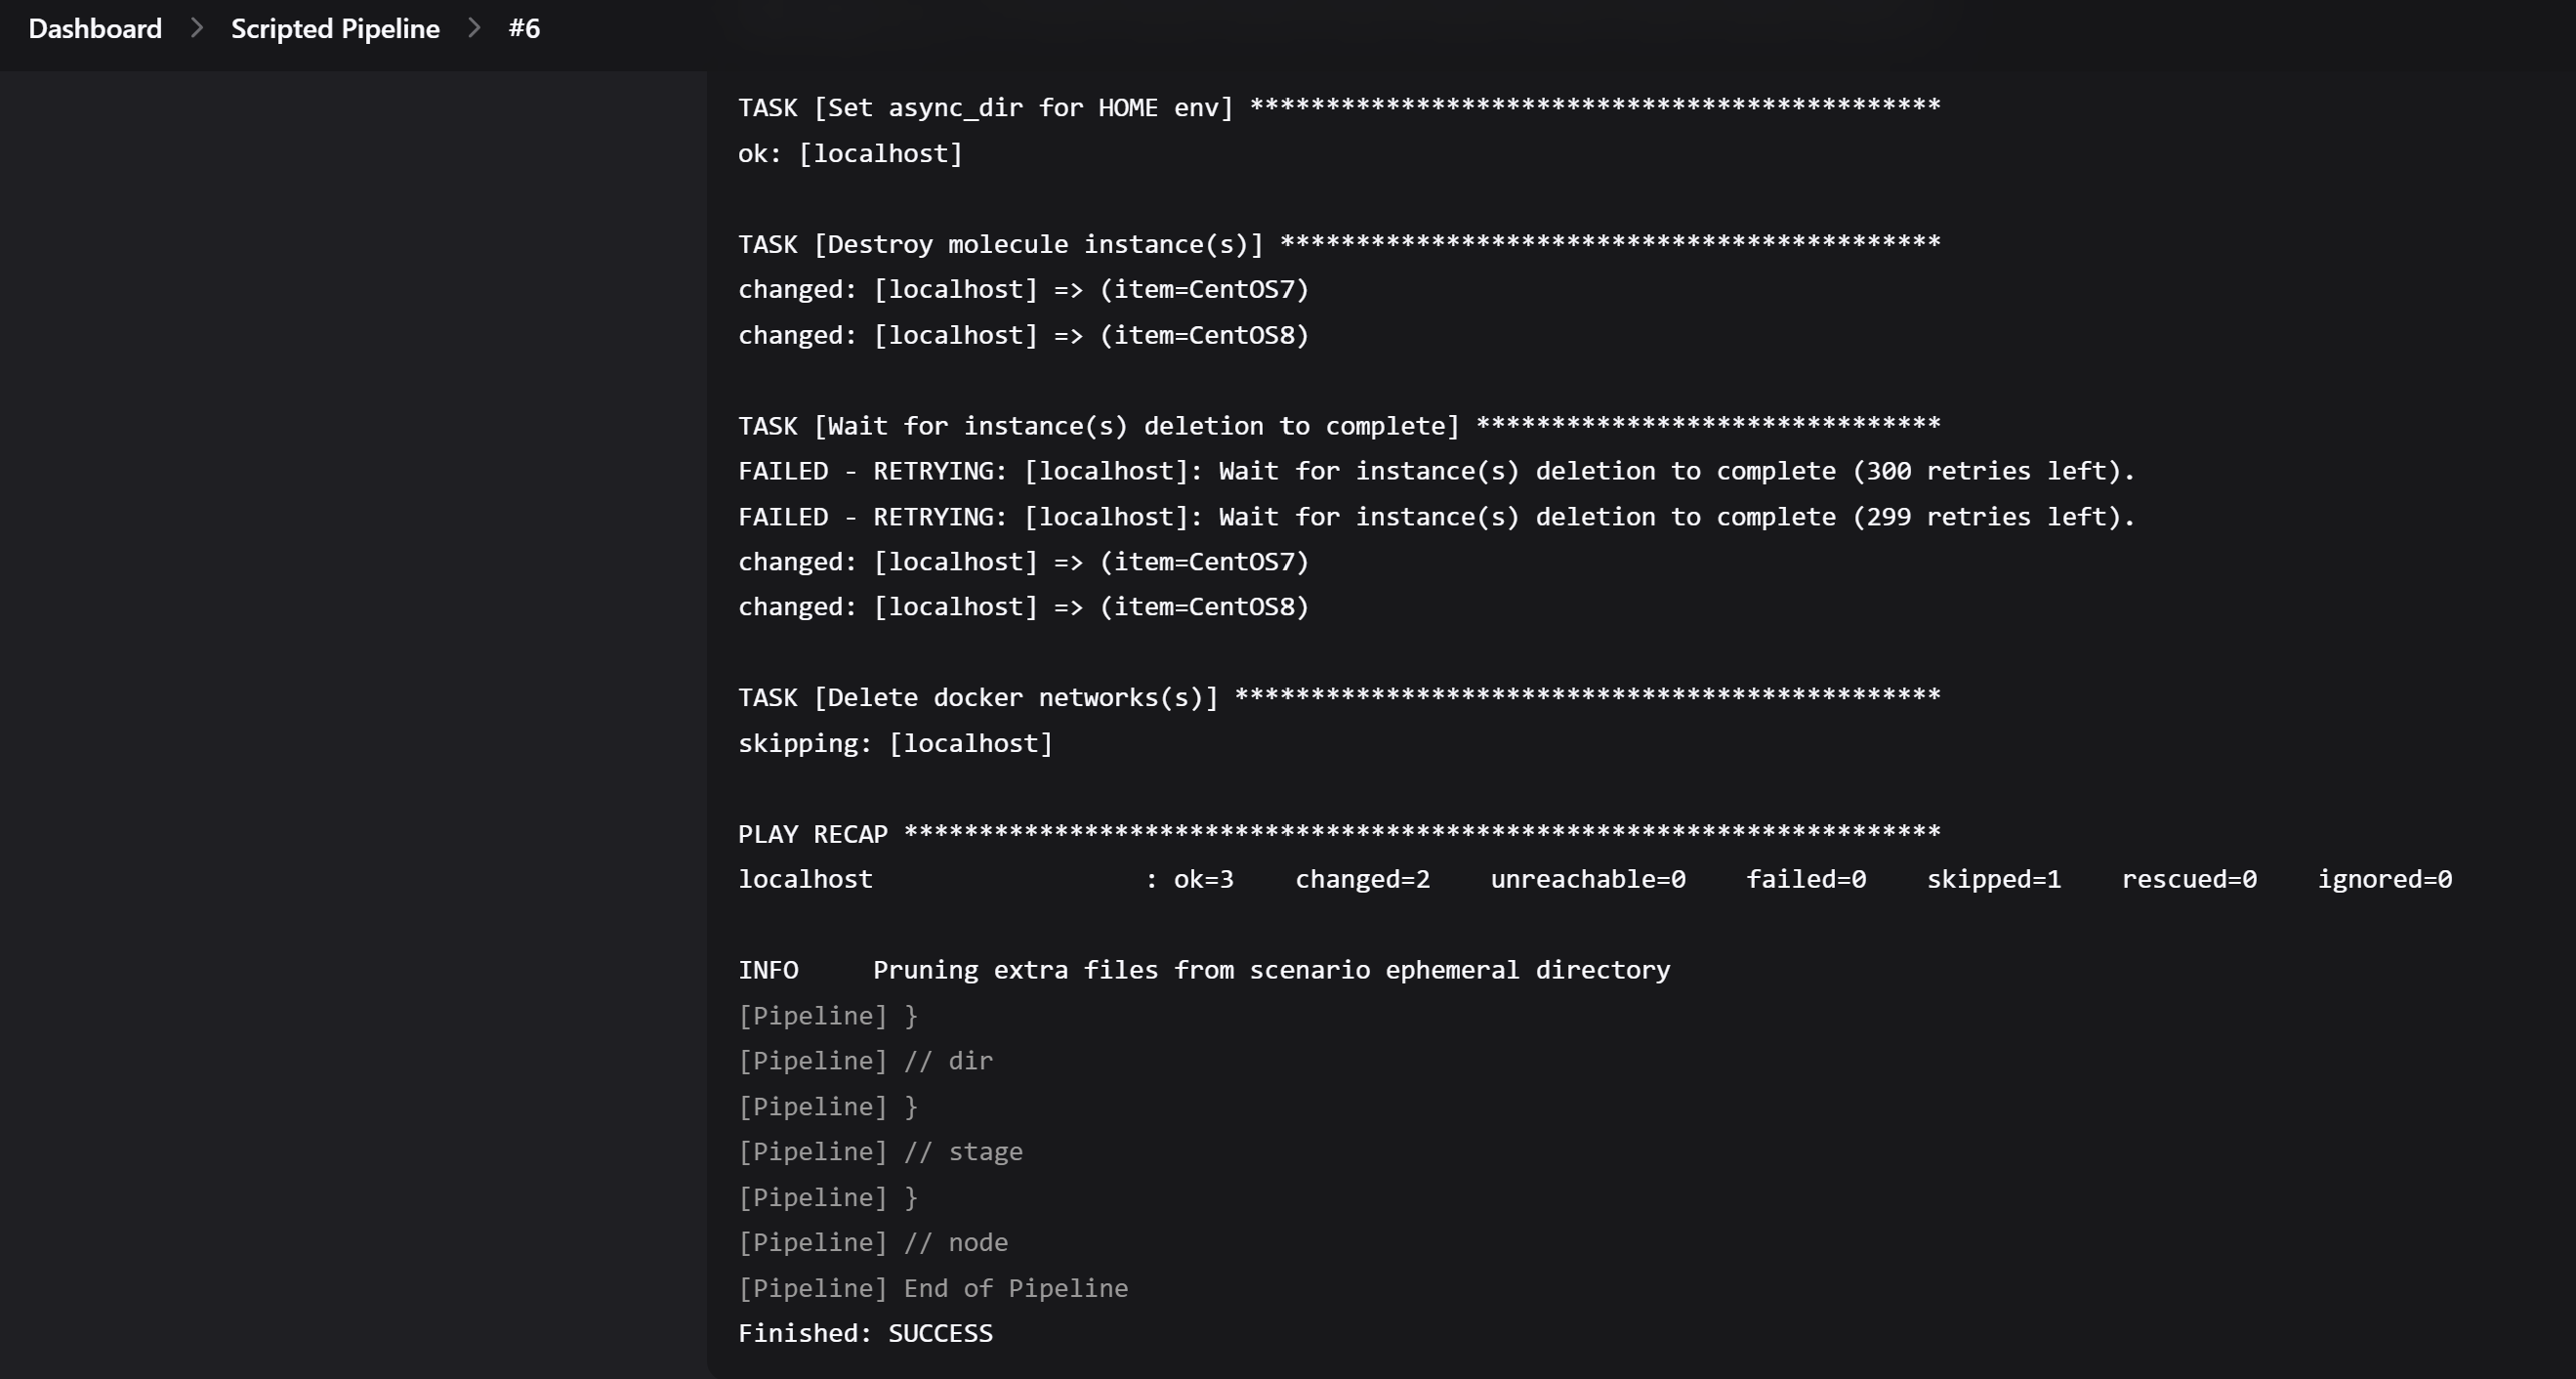 Dashboard > Scripted Pipeline > #6
TASK [Set async_dir for HOME env] **********************************************
ok: [localhost]
TASK [Destroy molecule instance(s)] ********************************************
changed: [localhost] => (item=CentOS7)
changed: [localhost] => (item=CentOS8)
TASK [Wait for instance(s) deletion to complete] *******************************
FAILED - RETRYING: [localhost]: Wait for instance(s) deletion to complete (300 retries left).
FAILED - RETRYING: [localhost]: Wait for instance(s) deletion to complete (299 retries left).
changed: [localhost] => (item=CentOS7)
changed: [localhost] => (item=CentOS8)
TASK [Delete docker networks(s)] ***********************************************
skipping: [localhost]
PLAY RECAP *********************************************************************
localhost                  : ok=3    changed=2    unreachable=0    failed=0    skipped=1    rescued=0    ignored=0
INFO     Pruning extra files from scenario ephemeral directory
[Pipeline] }
[Pipeline] // dir
[Pipeline] }
[Pipeline] // stage
[Pipeline] }
[Pipeline] // node
[Pipeline] End of Pipeline
Finished: SUCCESS